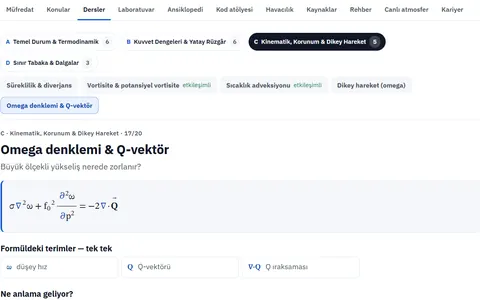 Müfredat Konular Dersler Laboratuvar Ansiklopedi Kod atölyesi Havacılık Kaynaklar Rehber Canlı atmosfer Kariyer
A Temel Durum & Termodinamik 6 B Kuvvet Dengeleri & Yatay Rüzgâr 6 C Kinematik, Korunum & Dikey Hareket 5
D Sınır Tabaka & Dalgalar 3
Süreklilik & diverjans Vortisite & potansiyel vortisite etkileşimli Sıcaklık adveksiyonu etkileşimli Dikey hareket (omega)
Omega denklemi & Q-vektör
C · Kinematik, Korunum & Dikey Hareket · 17/20
Omega denklemi & Q-vektör
Büyük ölçekli yükseliş nerede zorlanır?
σ∇²ω + f₀² ∂²ω/∂p² = −2∇·Q⃗
Formüldeki terimler — tek tek
ω düşey hız Q Q-vektörü ∇·Q Q ıraksaması
Ne anlama geliyor?